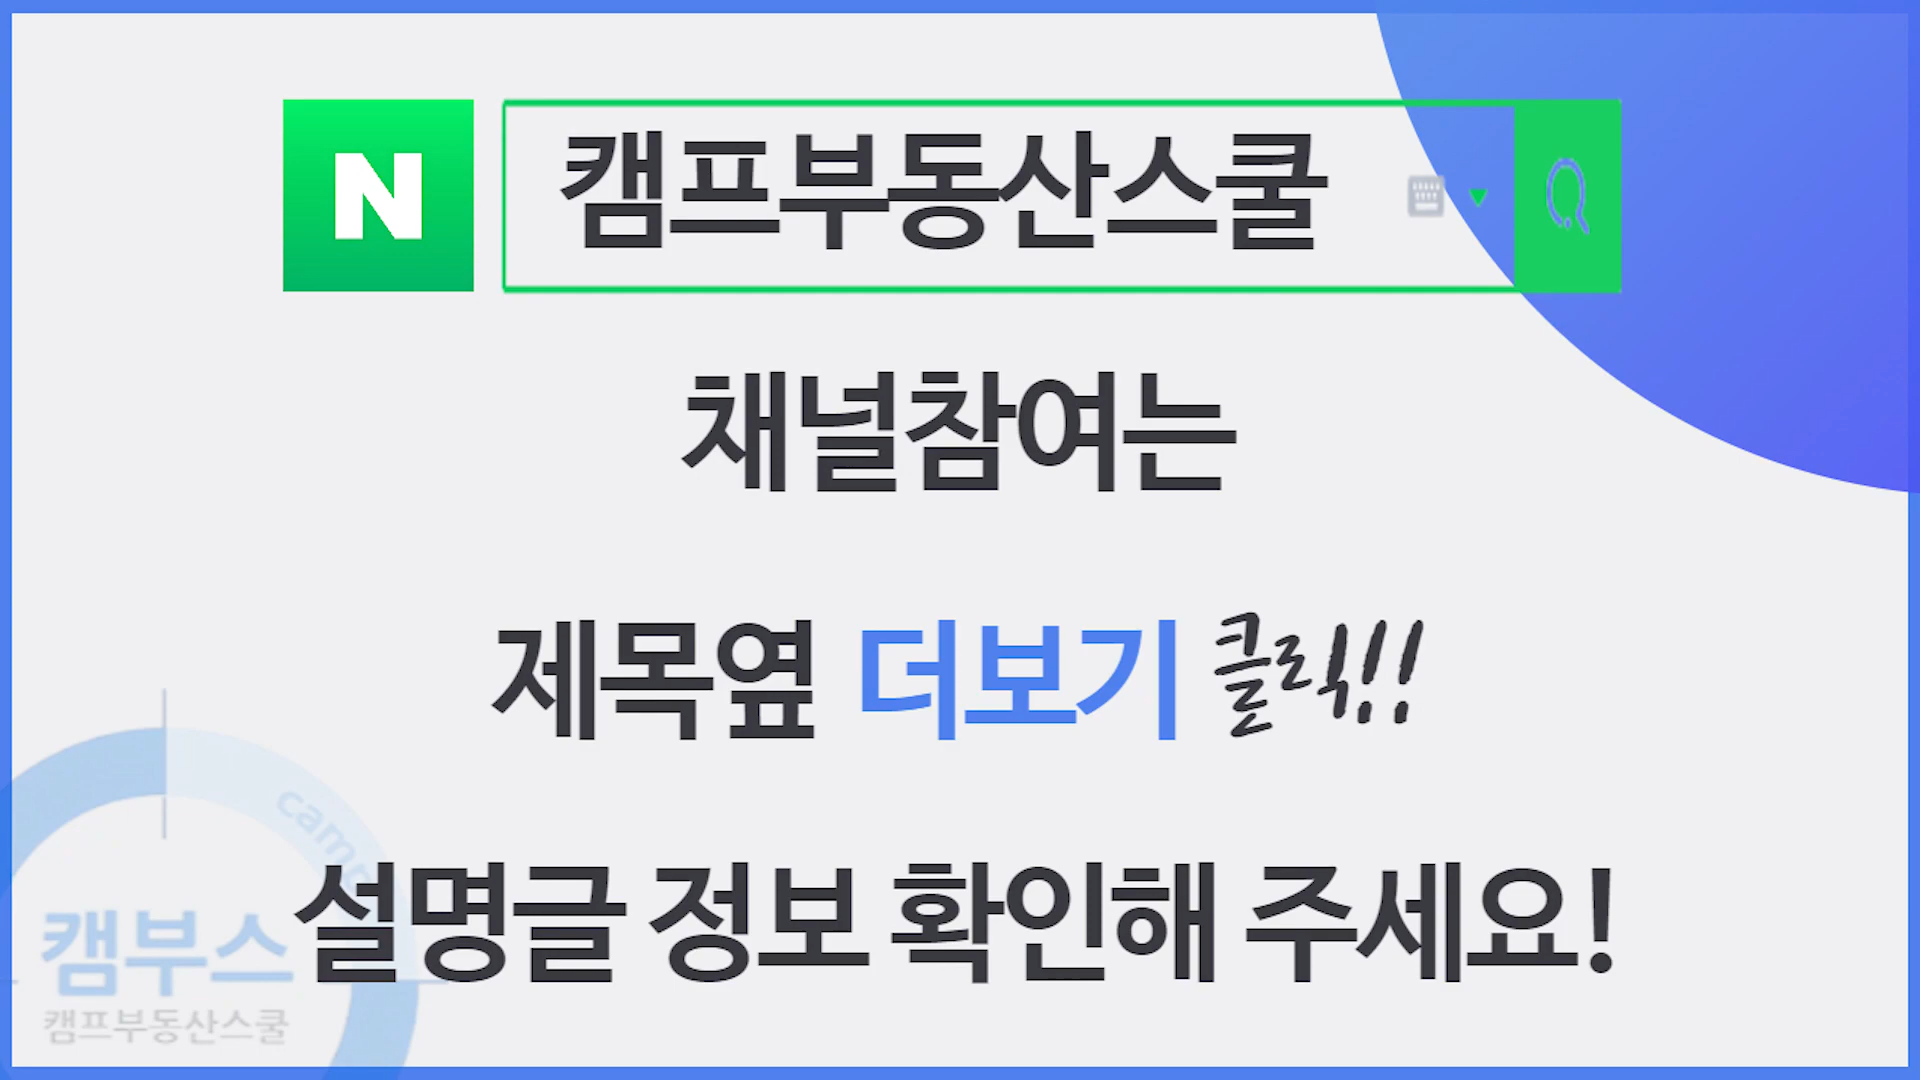 N 캠프부동산스쿨
채널참여는
제목옆 더보기 클릭!!
설명글 정보 확인해 주세요!
camp
캠부스
캠프부동산스쿨